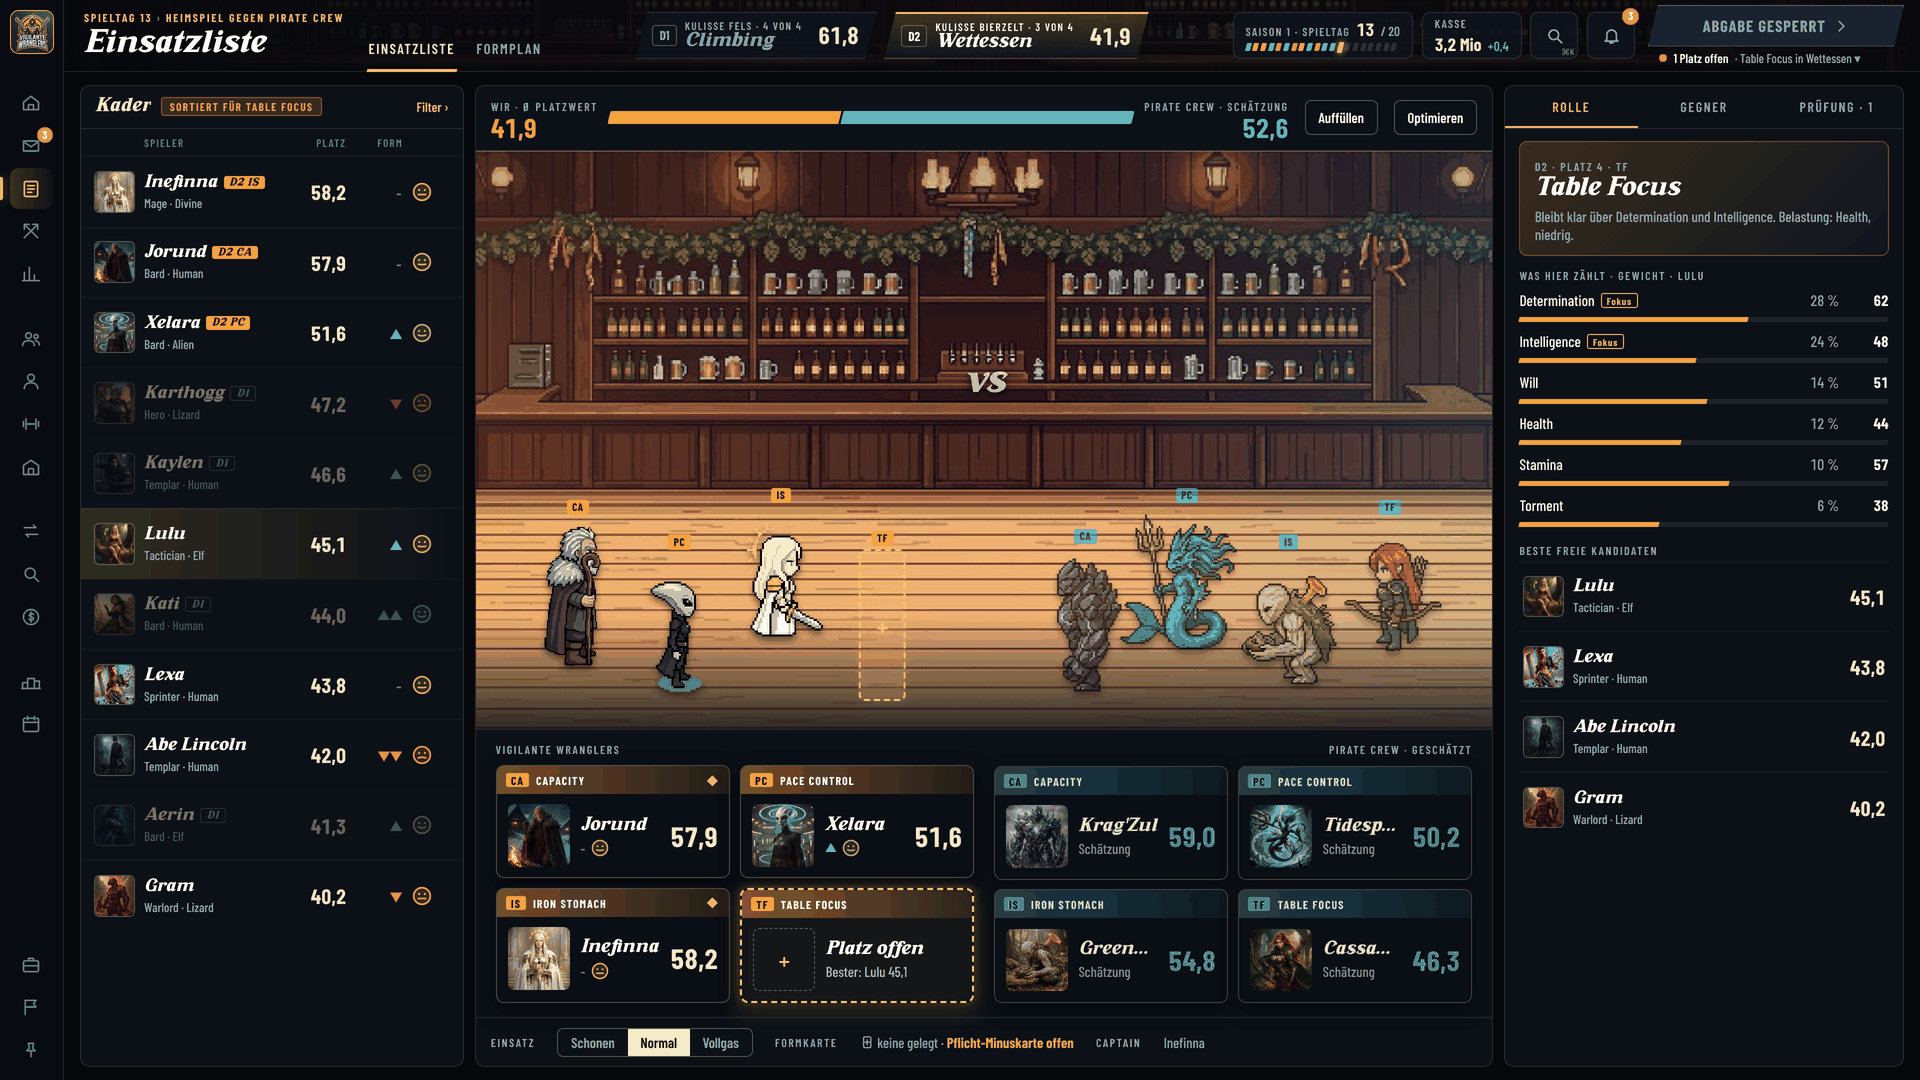 SPIELTAG 13 › HEIMSPIEL GEGEN PIRATE CREW
Einsatzliste
EINSATZLISTE
FORMPLAN
D1
KULISSE FELS · 4 VON 4
Climbing
61,8
D2
KULISSE BIERZELT · 3 VON 4
Wettessen
41,9
SAISON 1 · SPIELTAG 13 / 20
KASSE
3,2 Mio +0,4
⌘K
3
ABGABE GESPERRT
1 Platz offen · Table Focus in Wettessen ▾
3
Kader
SORTIERT FÜR TABLE FOCUS
Filter ›
SPIELER
PLATZ
FORM
Inefinna D2 IS
Mage · Divine
58,2
-
Jorund D2 CA
Bard · Human
57,9
-
Xelara D2 PC
Bard · Alien
51,6
Karthogg D1
Hero · Lizard
47,2
Kaylen D1
Templar · Human
46,6
Lulu
Tactician · Elf
45,1
Kati D1
Bard · Human
44,0
Lexa
Sprinter · Human
43,8
-
Abe Lincoln
Templar · Human
42,0
Aerin D1
Bard · Elf
41,3
Gram
Warlord · Lizard
40,2
WIR · Ø PLATZWERT
41,9
PIRATE CREW · SCHÄTZUNG
52,6
Auffüllen
Optimieren
VS
CA
PC
IS
TF
+
CA
PC
IS
TF
VIGILANTE WRANGLERS
PIRATE CREW · GESCHÄTZT
CA CAPACITY
Jorund
-
57,9
PC PACE CONTROL
Xelara
51,6
CA CAPACITY
Krag'Zul
Schätzung
59,0
PC PACE CONTROL
Tidesp...
Schätzung
50,2
IS IRON STOMACH
Inefinna
-
58,2
TF TABLE FOCUS
+
Platz offen
Bester: Lulu 45,1
IS IRON STOMACH
Green...
Schätzung
54,8
TF TABLE FOCUS
Cassa...
Schätzung
46,3
EINSATZ
Schonen
Normal
Vollgas
FORMKARTE
keine gelegt · Pflicht-Minuskarte offen
CAPTAIN
Inefinna
ROLLE
GEGNER
PRÜFUNG · 1
D2 · PLATZ 4 · TF
Table Focus
Bleibt klar über Determination und Intelligence. Belastung: Health,
niedrig.
WAS HIER ZÄHLT · GEWICHT · LULU
Determination Fokus 28 % 62
Intelligence Fokus 24 % 48
Will 14 % 51
Health 12 % 44
Stamina 10 % 57
Torment 6 % 38
BESTE FREIE KANDIDATEN
Lulu
Tactician · Elf
45,1
Lexa
Sprinter · Human
43,8
Abe Lincoln
Templar · Human
42,0
Gram
Warlord · Lizard
40,2